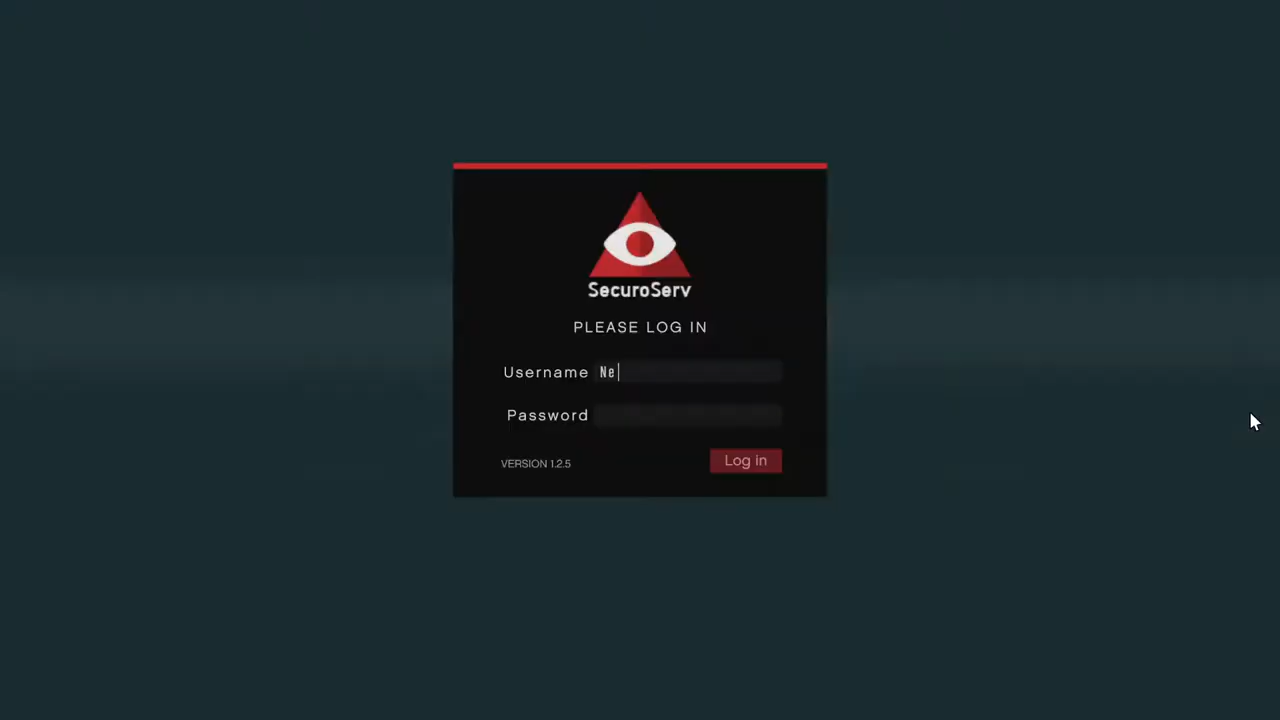 SecuroServ
PLEASE LOG IN
Username Ne
Password
VERSION 1.2.5 Log in